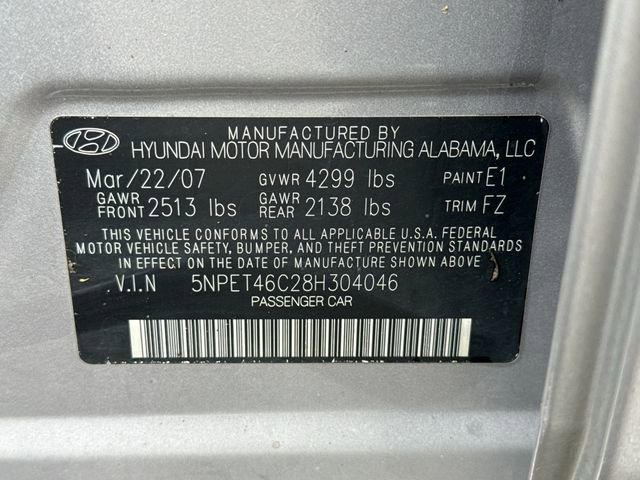 MANUFACTURED BY
HYUNDAI MOTOR MANUFACTURING ALABAMA, LLC
Mar/22/07 GVWR 4299 lbs PAINT E1
GAWR FRONT 2513 lbs GAWR REAR 2138 lbs TRIM FZ
THIS VEHICLE CONFORMS TO ALL APPLICABLE U.S.A. FEDERAL
MOTOR VEHICLE SAFETY, BUMPER, AND THEFT PREVENTION
STANDARDS IN EFFECT ON THE DATE OF MANUFACTURE SHOWN ABOVE
V.I.N 5NPET46C28H304046
PASSENGER CAR